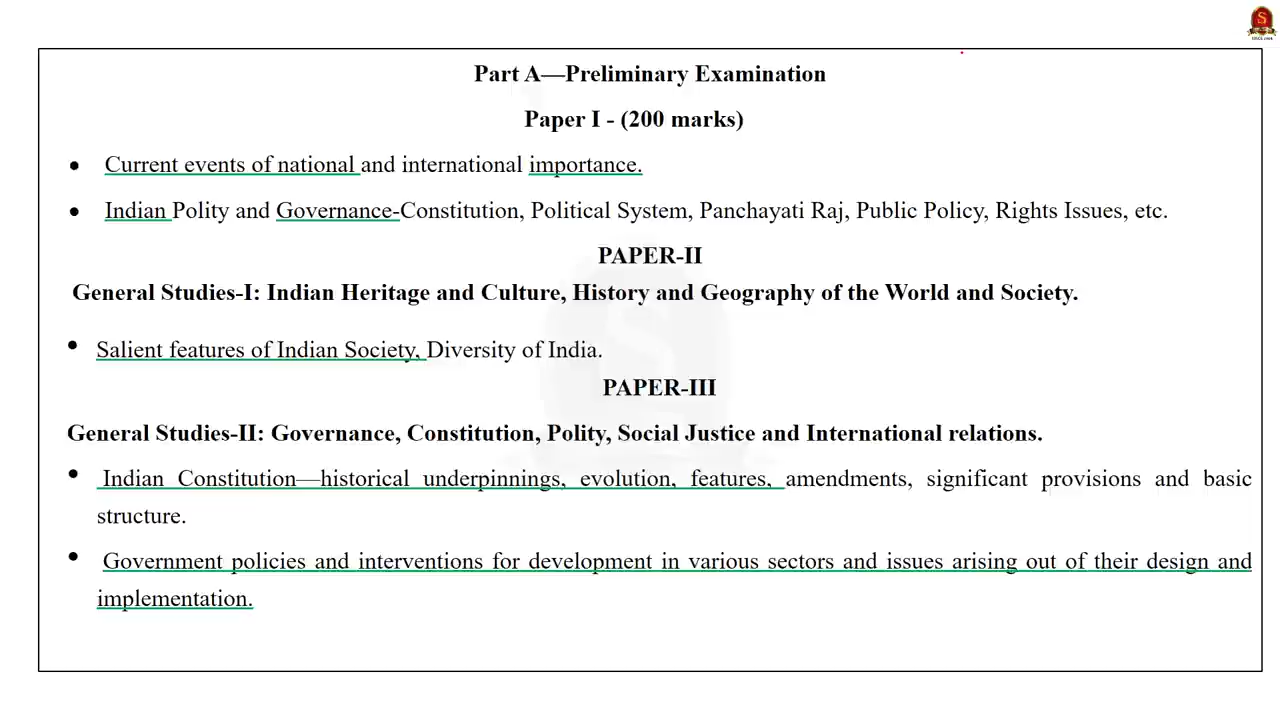 Part A—Preliminary Examination
Paper I - (200 marks)
• Current events of national and international importance.
• Indian Polity and Governance-Constitution, Political System, Panchayati Raj, Public Policy, Rights Issues, etc.
PAPER-II
General Studies-I: Indian Heritage and Culture, History and Geography of the World and Society.
• Salient features of Indian Society, Diversity of India.
PAPER-III
General Studies-II: Governance, Constitution, Polity, Social Justice and International relations.
• Indian Constitution—historical underpinnings, evolution, features, amendments, significant provisions and basic
structure.
• Government policies and interventions for development in various sectors and issues arising out of their design and
implementation.